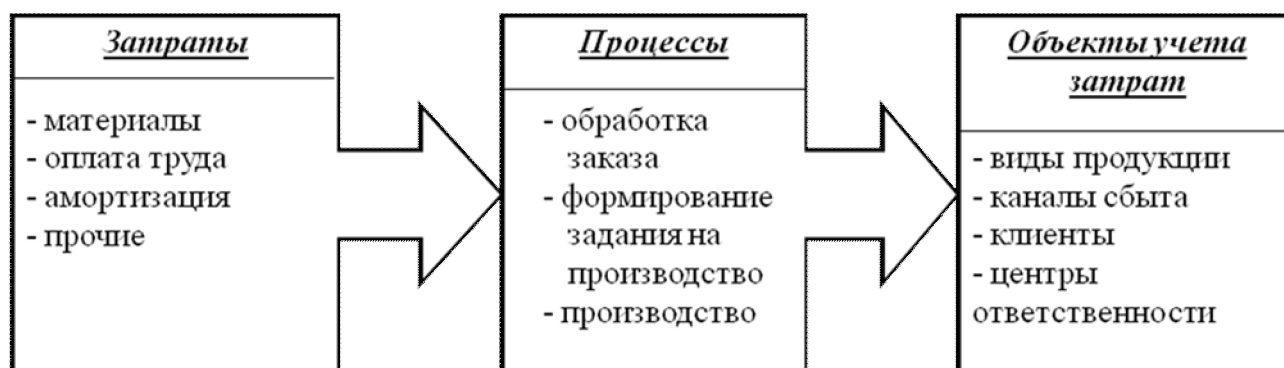 Затраты
- материалы
- оплата труда
- амортизация
- прочие
Процессы
- обработка
заказа
- формирование
задания на
производство
- производство
Объекты учета
затрат
- виды продукции
- каналы сбыта
- клиенты
- центры
ответственности